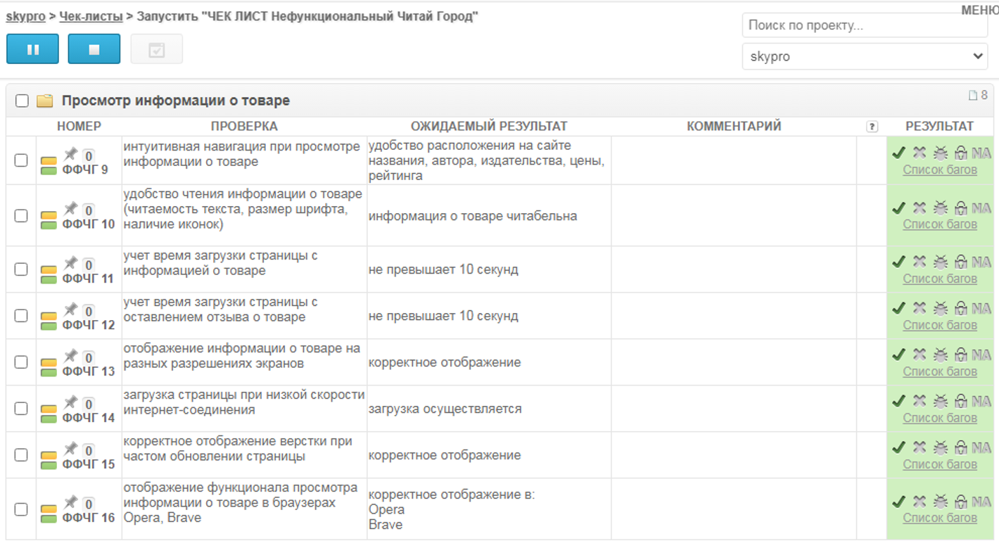 skypro > Чек-листы > Запустить "ЧЕК ЛИСТ Нефункциональный Читай Город"
МЕНЮ
Поиск по проекту...
skypro
Просмотр информации о товаре
8
НОМЕР ПРОВЕРКА ОЖИДАЕМЫЙ РЕЗУЛЬТАТ КОММЕНТАРИЙ ? РЕЗУЛЬТАТ
0
ФФЧГ 9
интуитивная навигация при просмотре
информации о товаре
удобство расположения на сайте
названия, автора, издательства, цены,
рейтинга
NA
Список багов
0
ФФЧГ 10
удобство чтения информации о товаре
(читаемость текста, размер шрифта,
наличие иконок)
информация о товаре читабельна
NA
Список багов
0
ФФЧГ 11
учет время загрузки страницы с
информацией о товаре
не превышает 10 секунд
NA
Список багов
0
ФФЧГ 12
учет время загрузки страницы с
оставлением отзыва о товаре
не превышает 10 секунд
NA
Список багов
0
ФФЧГ 13
отображение информации о товаре на
разных разрешениях экранов
корректное отображение
NA
Список багов
0
ФФЧГ 14
загрузка страницы при низкой скорости
интернет-соединения
загрузка осуществляется
NA
Список багов
0
ФФЧГ 15
корректное отображение верстки при
частом обновлении страницы
корректное отображение
NA
Список багов
0
ФФЧГ 16
отображение функционала просмотра
информации о товаре в браузерах
Opera, Brave
корректное отображение в:
Opera
Brave
NA
Список багов